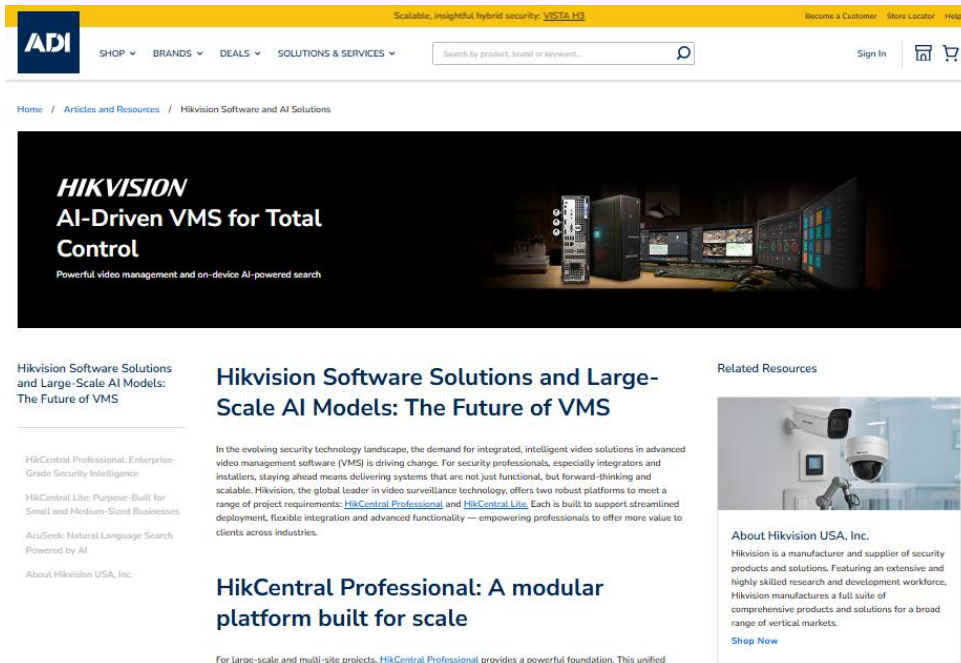 Scalable, insightful hybrid security: VISTA H3
Become a Customer Store Locator Help
ADI
SHOP BRANDS DEALS SOLUTIONS & SERVICES
Search by product, brand or keyword...
Sign In
Home / Articles and Resources / Hikvision Software and AI Solutions
HIKVISION
AI-Driven VMS for Total
Control
Powerful video management and on-device AI-powered search
Hikvision Software Solutions
and Large-Scale AI Models:
The Future of VMS
HikCentral Professional: Enterprise-
Grade Security Intelligence
HikCentral Lite: Purpose-Built for
Small and Medium-Sized Businesses
AcuSeek: Natural Language Search
Powered by AI
About Hikvision USA, Inc.
Hikvision Software Solutions and Large-
Scale AI Models: The Future of VMS
In the evolving security technology landscape, the demand for integrated, intelligent video solutions in advanced
video management software (VMS) is driving change. For security professionals, especially integrators and
installers, staying ahead means delivering systems that are not just functional, but forward-thinking and
scalable. Hikvision, the global leader in video surveillance technology, offers two robust platforms to meet a
range of project requirements: HikCentral Professional and HikCentral Lite. Each is built to support streamlined
deployment, flexible integration and advanced functionality — empowering professionals to offer more value to
clients across industries.
HikCentral Professional: A modular
platform built for scale
For large-scale and multi-site projects, HikCentral Professional provides a powerful foundation. This unified
Related Resources
About Hikvision USA, Inc.
Hikvision is a manufacturer and supplier of security
products and solutions. Featuring an extensive and
highly skilled research and development workforce,
Hikvision manufactures a full suite of
comprehensive products and solutions for a broad
range of vertical markets.
Shop Now